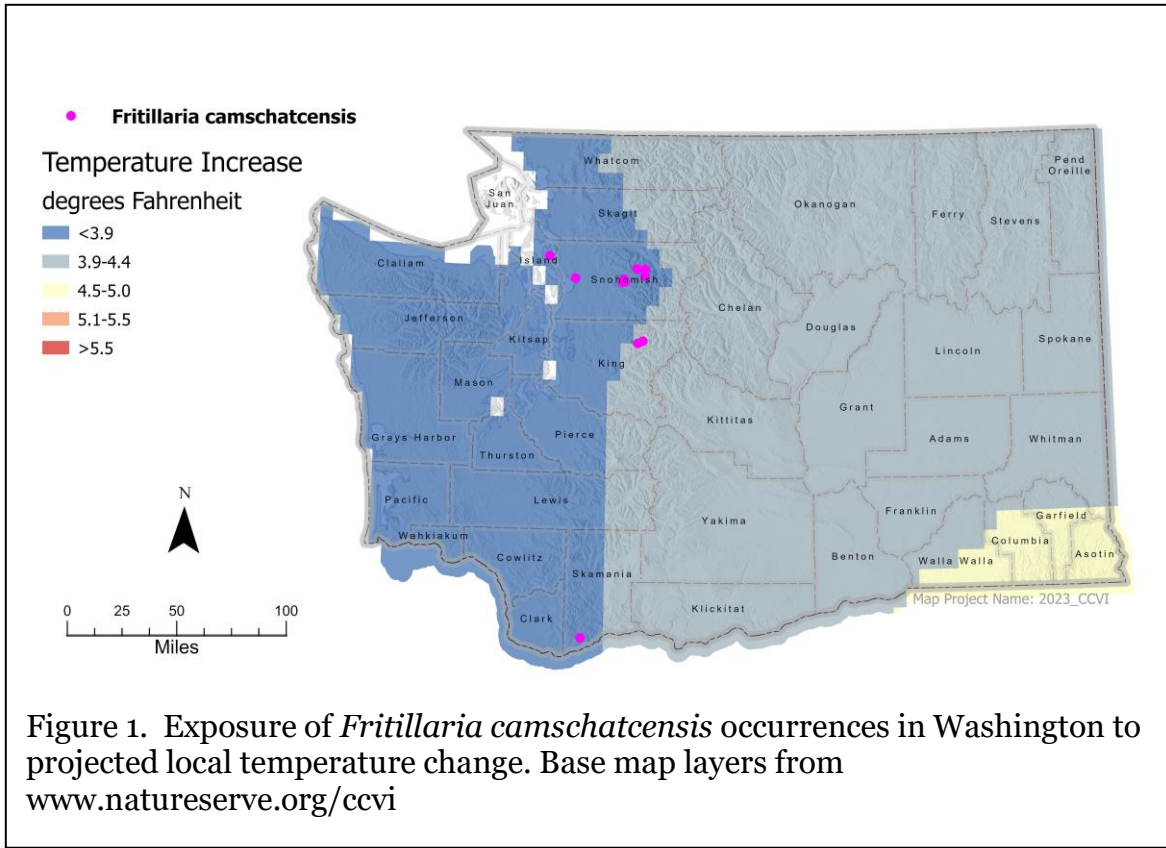 Fritillaria camschatcensis
Temperature Increase
degrees Fahrenheit
<3.9
3.9-4.4
4.5-5.0
5.1-5.5
>5.5
Whatcom
Pend
Oreille
San
Juan
Skagit
Okanogan
Ferry
Stevens
Clallam
Island
Snohomish
Chelan
Jefferson
Douglas
Kitsap
Lincoln
Spokane
King
Mason
Grant
Kittitas
Grays Harbor
Pierce
Adams
Whitman
Thurston
Pacific
Lewis
Yakima
Franklin
Garfield
Wahkiakum
Columbia
Cowlitz
Benton
Walla Walla
Asotin
Skamania
Clark
Klickitat
Map Project Name: 2023_CCVI
N
0 25 50 100
Miles
Figure 1. Exposure of Fritillaria camschatcensis occurrences in Washington to
projected local temperature change. Base map layers from
www.natureserve.org/ccvi